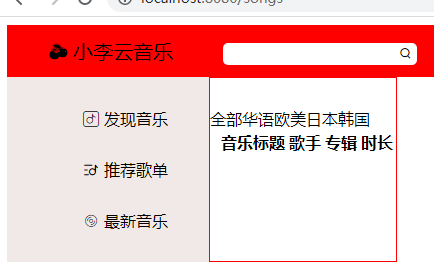 localhost:8080/songs
小李云音乐
发现音乐
全部华语欧美日本韩国
音乐标题 歌手 专辑 时长
推荐歌单
最新音乐